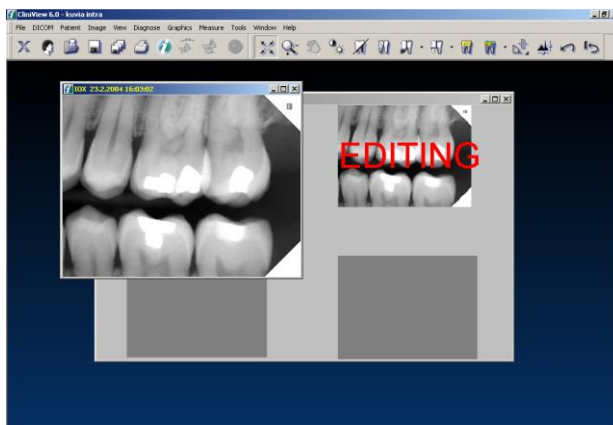 CliniView 6.0 - kuvia intra
File DICOM Patient Image View Diagnose Graphics Measure Tools Window Help
IOX 23.2.2004 16:03:02
EDITING